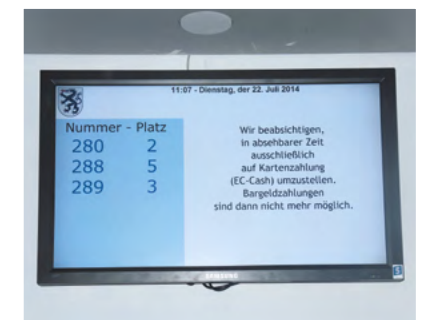 11:07 - Dienstag, der 22. Juli 2014
Nummer - Platz
280 2
288 5
289 3
Wir beabsichtigen,
in absehbarer Zeit
ausschließlich
auf Kartenzahlung
(EC-Cash) umzustellen.
Bargeldzahlungen
sind dann nicht mehr möglich.
SAMSUNG